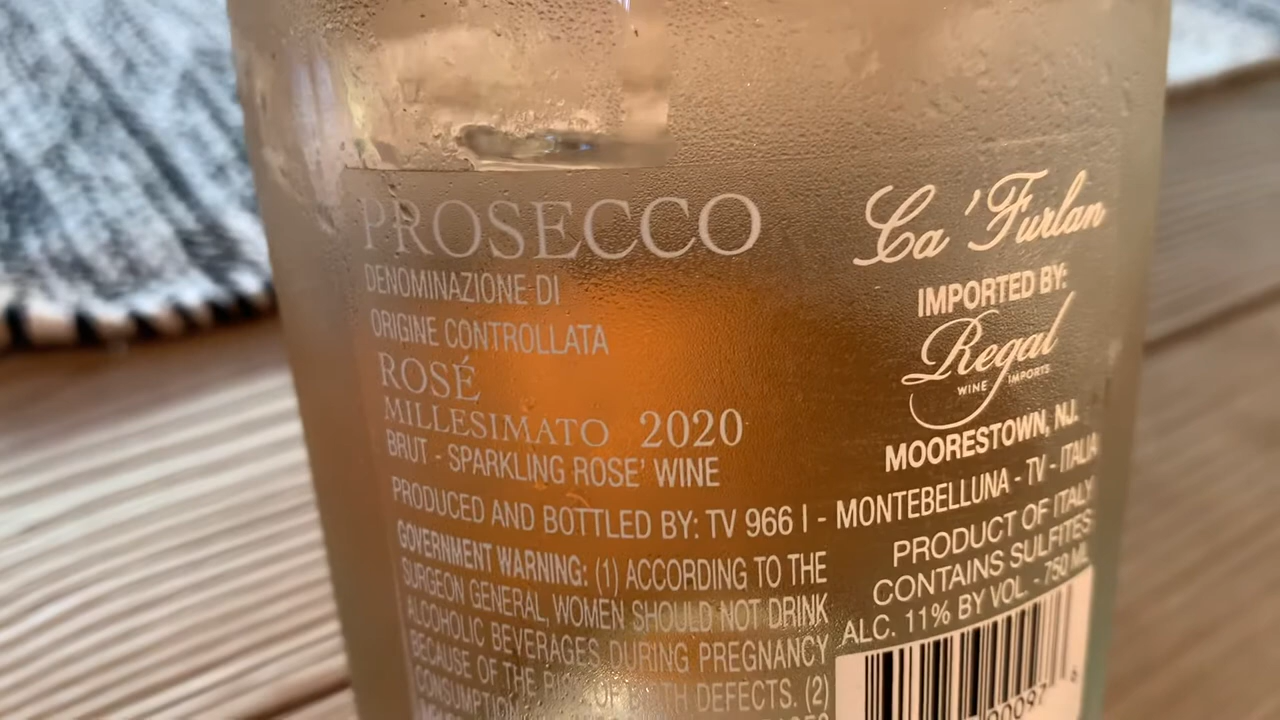 PROSECCO
DENOMINAZIONE DI
ORIGINE CONTROLLATA
ROSÉ
MILLESIMATO 2020
BRUT - SPARKLING ROSE' WINE
PRODUCED AND BOTTLED BY: TV 966 I - MONTEBELLUNA - TV - ITALIA
GOVERNMENT WARNING: (1) ACCORDING TO THE
SURGEON GENERAL, WOMEN SHOULD NOT DRINK
ALCOHOLIC BEVERAGES DURING PREGNANCY
BECAUSE OF THE RISK OF BIRTH DEFECTS. (2)
Ca'Furlan
IMPORTED BY:
Regal
WINE IMPORTS
MOORESTOWN, NJ.
PRODUCT OF ITALY
CONTAINS SULFITES
ALC. 11% BY VOL. - 750 ML